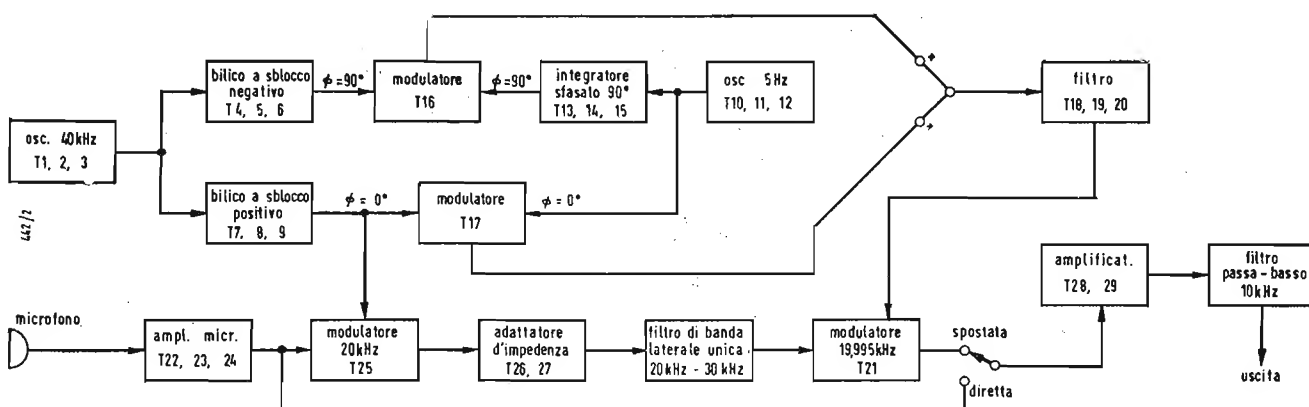 bilico a sblocco
negativo
T4, 5, 6
ϕ=90°
modulatore
T16
ϕ=90°
integratore
sfasato 90°
T13, 14, 15
osc 5Hz
T10, 11, 12
+
-
filtro
T18, 19, 20
osc. 40kHz
T1, 2, 3
bilico a sblocco
positivo
T7, 8, 9
ϕ = 0°
modulatore
T17
ϕ = 0°
442/2
microfono
ampl. micr.
T22, 23, 24
modulatore
20kHz
T25
adattatore
d'impedenza
T26, 27
filtro di banda
laterale unica
20kHz - 30kHz
modulatore
19,995kHz
T21
spostata
diretta
amplificat.
T28, 29
filtro
passa-basso
10kHz
uscita